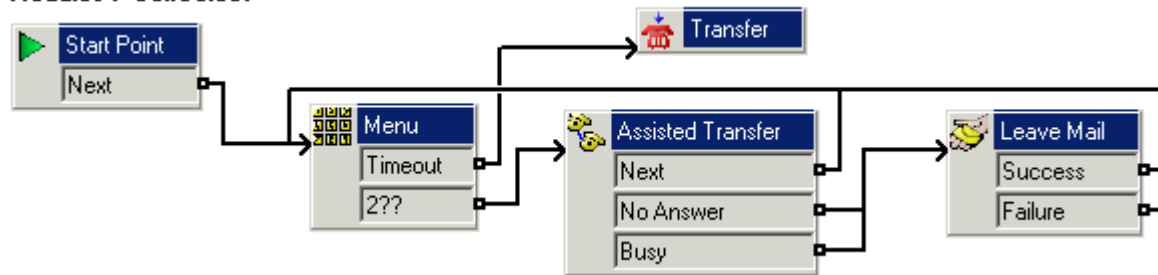 Start Point
Next
Transfer
Menu
Timeout
2??
Assisted Transfer
Next
No Answer
Busy
Leave Mail
Success
Failure